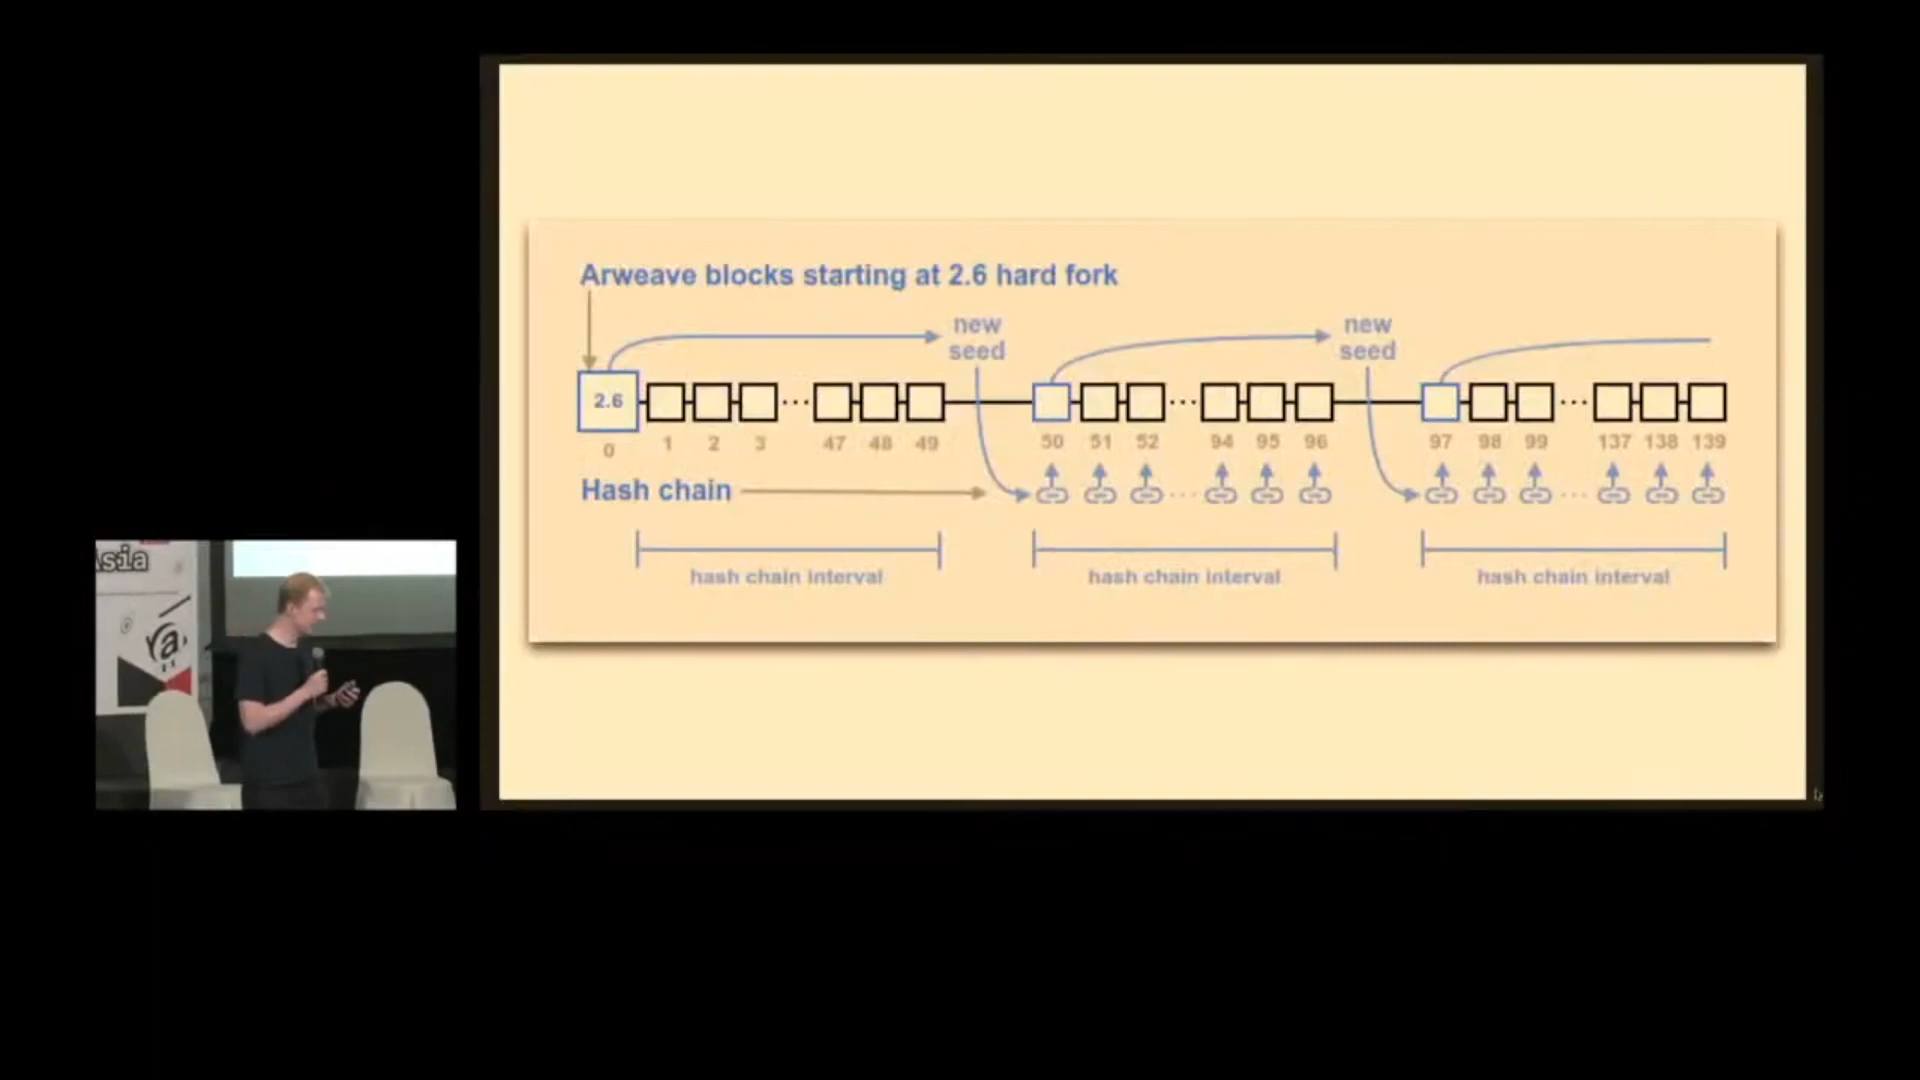 Arweave blocks starting at 2.6 hard fork
new
seed
new
seed
2.6
0 1 2 3 ... 47 48 49 50 51 52 ... 94 95 96 97 98 99 ... 137 138 139
Hash chain
...
...
hash chain interval
hash chain interval
hash chain interval
sia
a